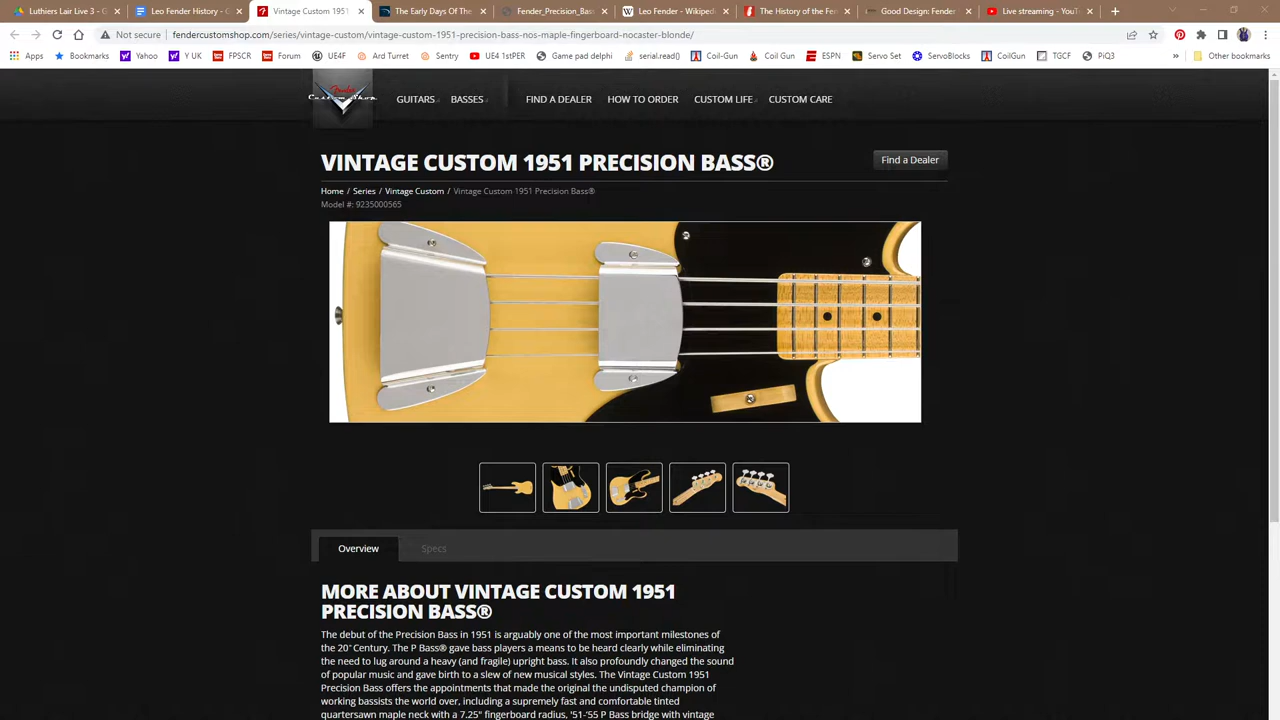 Luthiers Lair Live 3 - G
Leo Fender History - G
Vintage Custom 1951
The Early Days Of The
Fender_Precision_Bass
Leo Fender - Wikiped
The History of the Fen
Good Design: Fender
Live streaming - YouT
Not secure
fendercustomshop.com/series/vintage-custom/vintage-custom-1951-precision-bass-nos-maple-fingerboard-nocaster-blonde/
Apps Bookmarks Yahoo Y UK FPSCR Forum UE4F Ard Turret Sentry UE4 1stPER Game pad delphi serial.read() Coil-Gun Coil Gun ESPN Servo Set ServoBlocks CoilGun TGCF PiQ3 » Other bookmarks
Fender
Custom Shop
GUITARS BASSES FIND A DEALER HOW TO ORDER CUSTOM LIFE CUSTOM CARE
VINTAGE CUSTOM 1951 PRECISION BASS®
Find a Dealer
Home / Series / Vintage Custom / Vintage Custom 1951 Precision Bass®
Model #: 9235000565
Overview Specs
MORE ABOUT VINTAGE CUSTOM 1951
PRECISION BASS®
The debut of the Precision Bass in 1951 is arguably one of the most important milestones of
the 20" Century. The P Bass® gave bass players a means to be heard clearly while eliminating
the need to lug around a heavy (and fragile) upright bass. It also profoundly changed the sound
of popular music and gave birth to a slew of new musical styles. The Vintage Custom 1951
Precision Bass offers the appointments that made the original the undisputed champion of
working bassists the world over, including a supremely fast and comfortable tinted
quartersawn maple neck with a 7.25" fingerboard radius, '51-'55 P Bass bridge with vintage